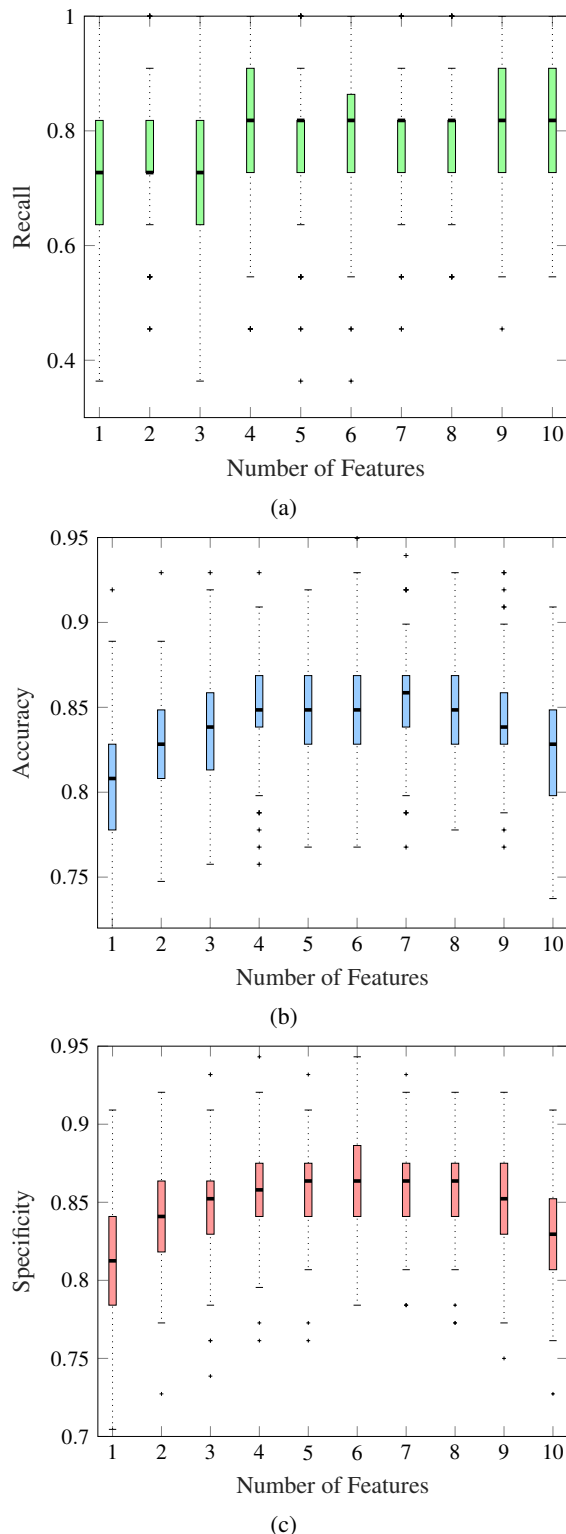 1
0.8
0.6
0.4
Recall
1 2 3 4 5 6 7 8 9 10
Number of Features
(a)
0.95
0.9
0.85
0.8
0.75
Accuracy
1 2 3 4 5 6 7 8 9 10
Number of Features
(b)
0.95
0.9
0.85
0.8
0.75
0.7
Specificity
1 2 3 4 5 6 7 8 9 10
Number of Features
(c)